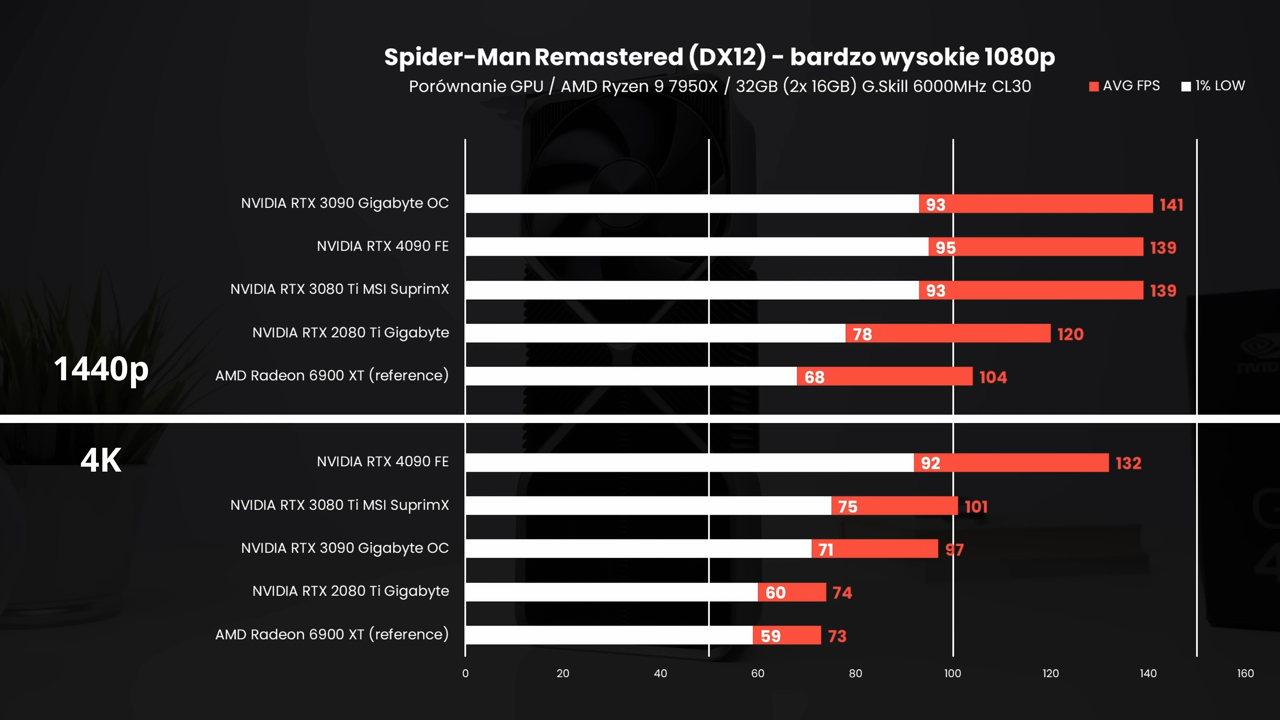 Spider-Man Remastered (DX12) - bardzo wysokie 1080p
Porównanie GPU / AMD Ryzen 9 7950X / 32GB (2x 16GB) G.Skill 6000MHz CL30
AVG FPS 1% LOW
NVIDIA RTX 3090 Gigabyte OC 93 141
NVIDIA RTX 4090 FE 95 139
NVIDIA RTX 3080 Ti MSI SuprimX 93 139
NVIDIA RTX 2080 Ti Gigabyte 78 120
1440p
AMD Radeon 6900 XT (reference) 68 104
4K
NVIDIA RTX 4090 FE 92 132
NVIDIA RTX 3080 Ti MSI SuprimX 75 101
NVIDIA RTX 3090 Gigabyte OC 71 97
NVIDIA RTX 2080 Ti Gigabyte 60 74
AMD Radeon 6900 XT (reference) 59 73
0 20 40 60 80 100 120 140 160